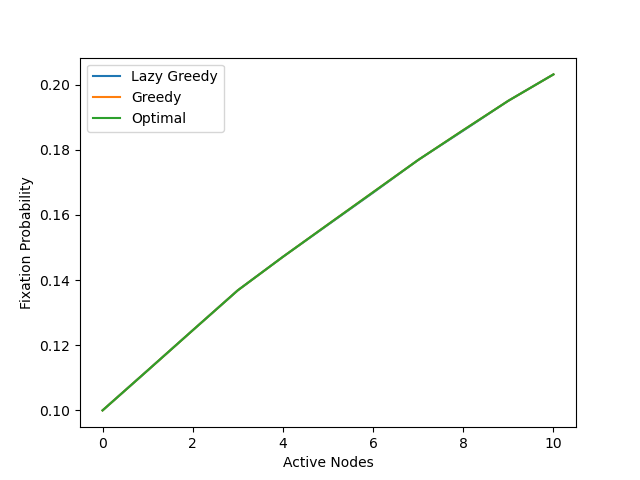 Lazy Greedy
Greedy
Optimal
0.20
0.18
0.16
0.14
0.12
0.10
Fixation Probability
0 2 4 6 8 10
Active Nodes